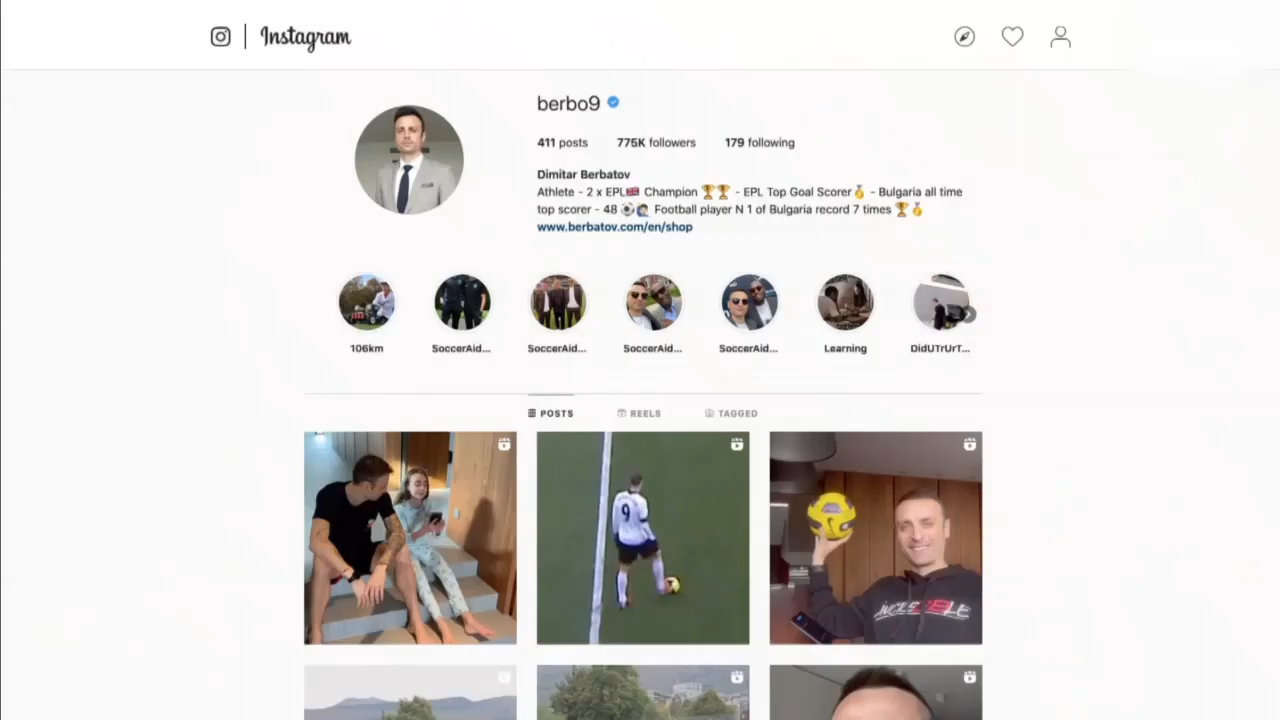 Instagram
berbo9
411 posts 775K followers 179 following
Dimitar Berbatov
Athlete - 2 x EPL🇬🇧 Champion 🏆🏆 - EPL Top Goal Scorer🥇 - Bulgaria all time
top scorer - 48 ⚽🙋🏻‍♂️ Football player N 1 of Bulgaria record 7 times 🏆🥇
www.berbatov.com/en/shop
106km SoccerAid... SoccerAid... SoccerAid... SoccerAid... Learning DidUTrUrT...
POSTS REELS TAGGED
9